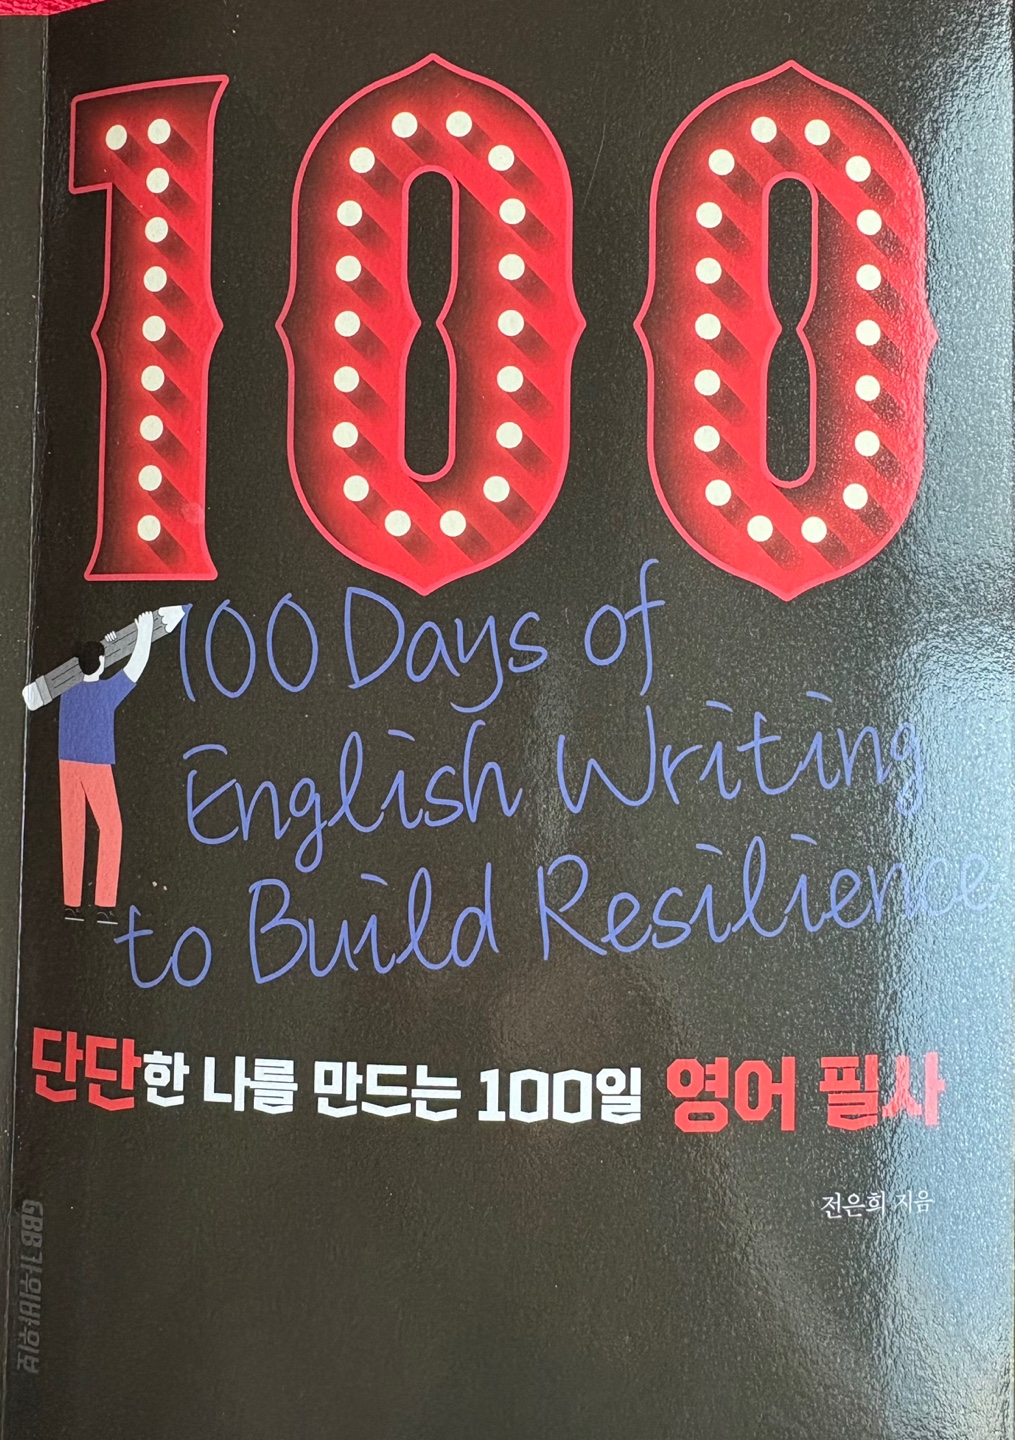 100
100 Days of
English Writing
to Build Resilience
단단한 나를 만드는 100일 영어 필사
전은희 지음